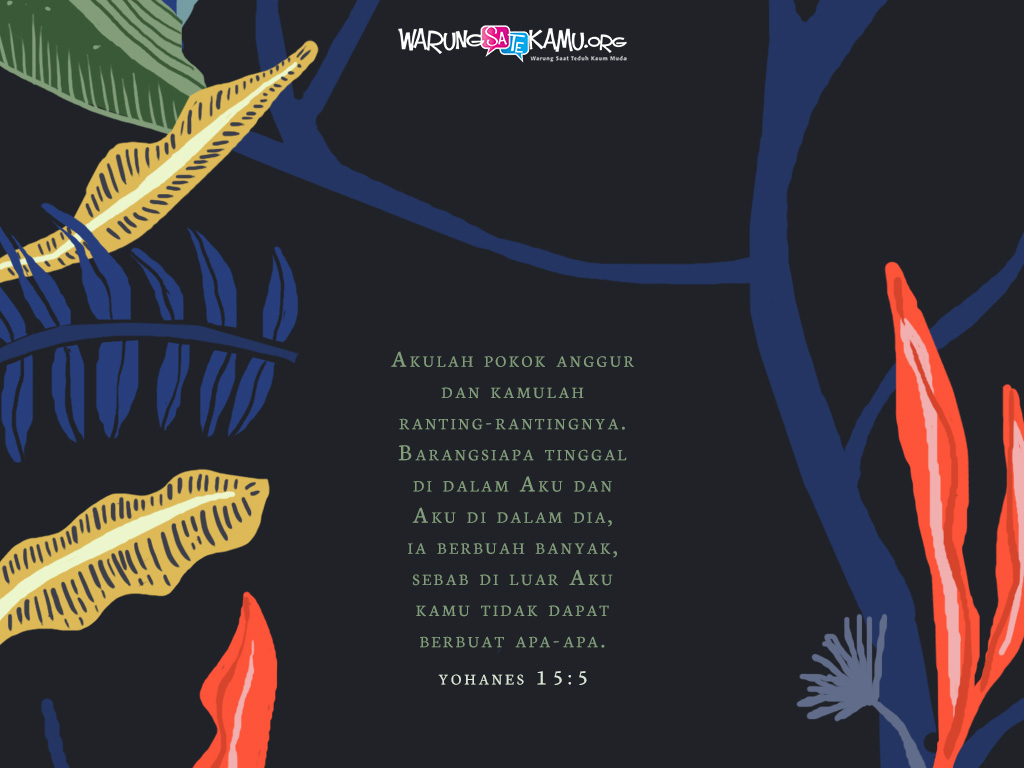 WARUNGSATEKAMU.ORG
Warung Saat Teduh Kaum Muda
Akulah pokok anggur
dan kamulah
ranting-rantingnya.
Barangsiapa tinggal
di dalam Aku dan
Aku di dalam dia,
ia berbuah banyak,
sebab di luar Aku
kamu tidak dapat
berbuat apa-apa.
yohanes 15:5